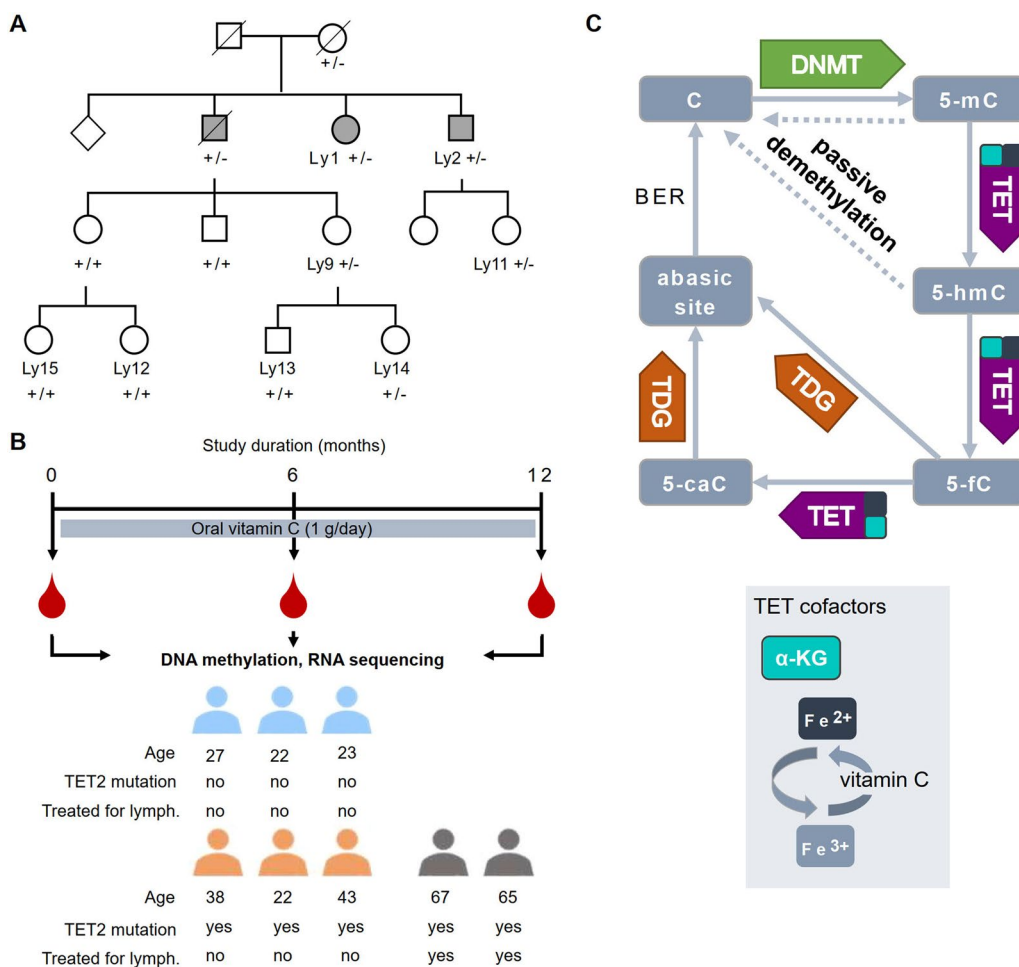 A
+/-
+/-
Ly1 +/-
Ly2 +/-
+/+
+/+
Ly9 +/-
Ly11 +/-
Ly15
Ly12
Ly13
Ly14
+/+
+/+
+/+
+/-
B
Study duration (months)
0
6
12
Oral vitamin C (1 g/day)
DNA methylation, RNA sequencing
Age 27 22 23
TET2 mutation no no no
Treated for lymph. no no no
Age 38 22 43 67 65
TET2 mutation yes yes yes yes yes
Treated for lymph. no no no yes yes
C
DNMT
C
5-mC
passive
demethylation
TET
BER
abasic
site
5-hmC
TDG
TDG
TET
5-caC
5-fC
TET
TET cofactors
α-KG
Fe2+
vitamin C
Fe3+